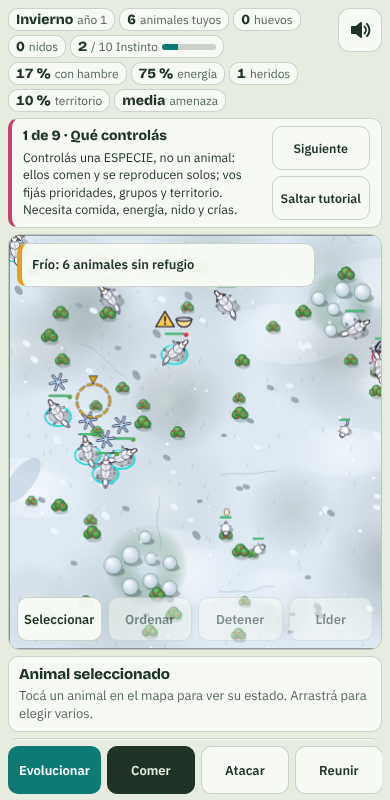 Invierno año 1 6 animales tuyos 0 huevos
0 nidos 2 / 10 Instinto
17 % con hambre 75 % energía 1 heridos
10 % territorio media amenaza
1 de 9 · Qué controlás
Controlás una ESPECIE, no un animal:
ellos comen y se reproducen solos; vos
fijás prioridades, grupos y territorio.
Necesita comida, energía, nido y crías.
Siguiente
Saltar tutorial
Frío: 6 animales sin refugio
Seleccionar Ordenar Detener Líder
Animal seleccionado
Tocá un animal en el mapa para ver su estado. Arrastrá para
elegir varios.
Evolucionar Comer Atacar Reunir